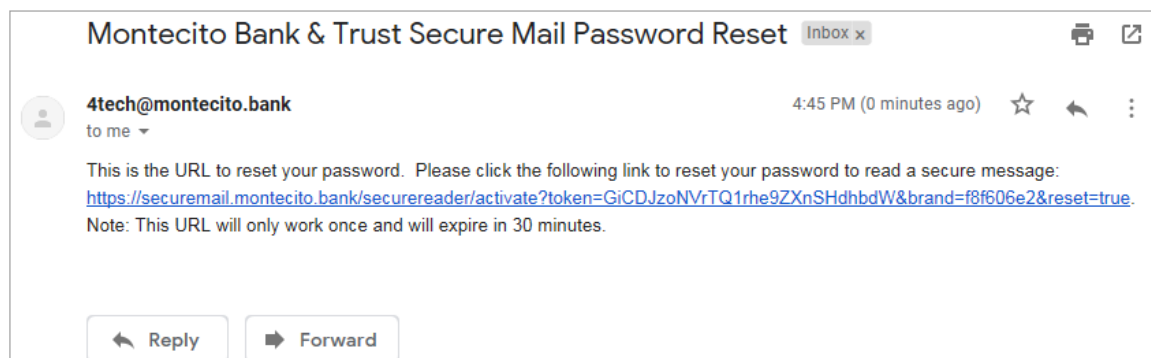 Montecito Bank & Trust Secure Mail Password Reset Inbox x
4tech@montecito.bank 4:45 PM (0 minutes ago)
to me
This is the URL to reset your password.  Please click the following link to reset your password to read a secure message:
https://securemail.montecito.bank/securereader/activate?token=GiCDJzoNVrTQ1rhe9ZXnSHdhbdW&brand=f8f606e2&reset=true.
Note: This URL will only work once and will expire in 30 minutes.
Reply Forward